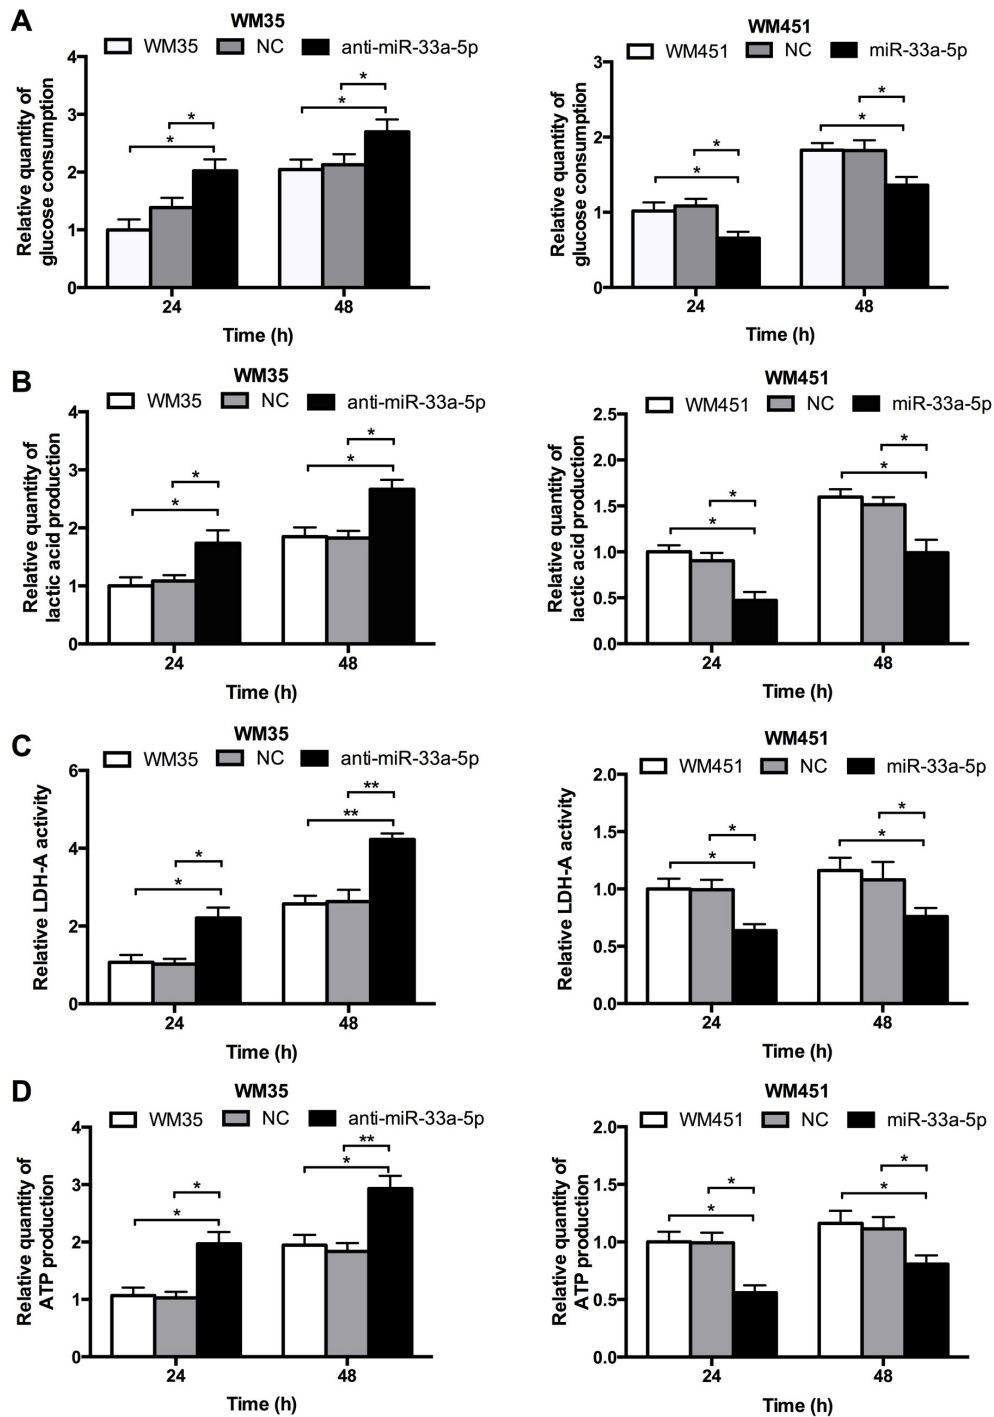 A
WM35
WM35 NC anti-miR-33a-5p
Relative quantity of
glucose consumption
4
3
2
1
0
* * * *
24 48
Time (h)
WM451
WM451 NC miR-33a-5p
Relative quantity of
glucose consumption
3
2
1
0
* * * *
24 48
Time (h)
B
WM35
WM35 NC anti-miR-33a-5p
Relative quantity of
lactic acid production
4
3
2
1
0
* * * *
24 48
Time (h)
WM451
WM451 NC miR-33a-5p
Relative quantity of
lactic acid production
2.5
2.0
1.5
1.0
0.5
0.0
* * * *
24 48
Time (h)
C
WM35
WM35 NC anti-miR-33a-5p
Relative LDH-A activity
6
4
2
0
* * ** **
24 48
Time (h)
WM451
WM451 NC miR-33a-5p
Relative LDH-A activity
2.0
1.5
1.0
0.5
0.0
* * * *
24 48
Time (h)
D
WM35
WM35 NC anti-miR-33a-5p
Relative quantity of
ATP production
4
3
2
1
0
* * * **
24 48
Time (h)
WM451
WM451 NC miR-33a-5p
Relative quantity of
ATP production
2.0
1.5
1.0
0.5
0.0
* * * *
24 48
Time (h)